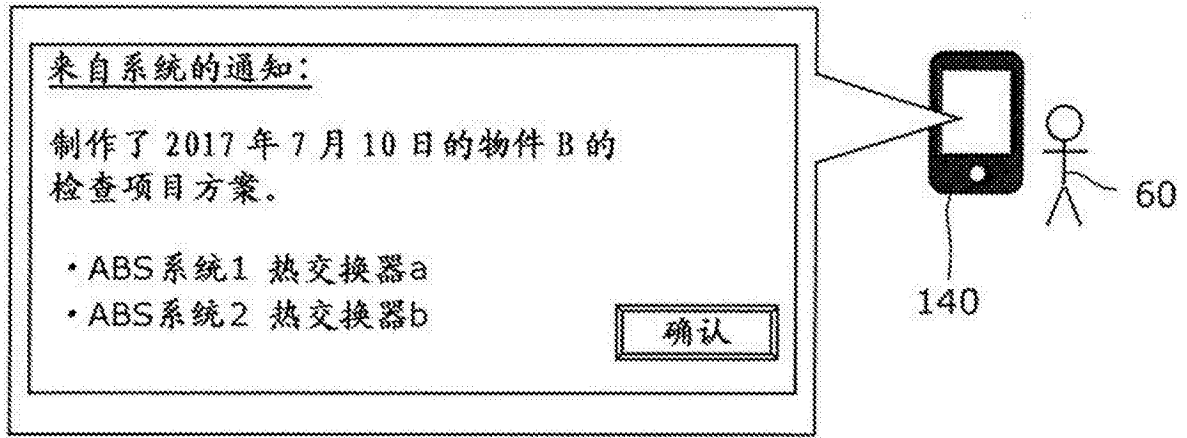 来自系统的通知：
制作了 2017 年 7 月 10 日的物件 B 的
检查项目方案。
・ABS系统1 热交换器a
・ABS系统2 热交换器b
确认
140
60